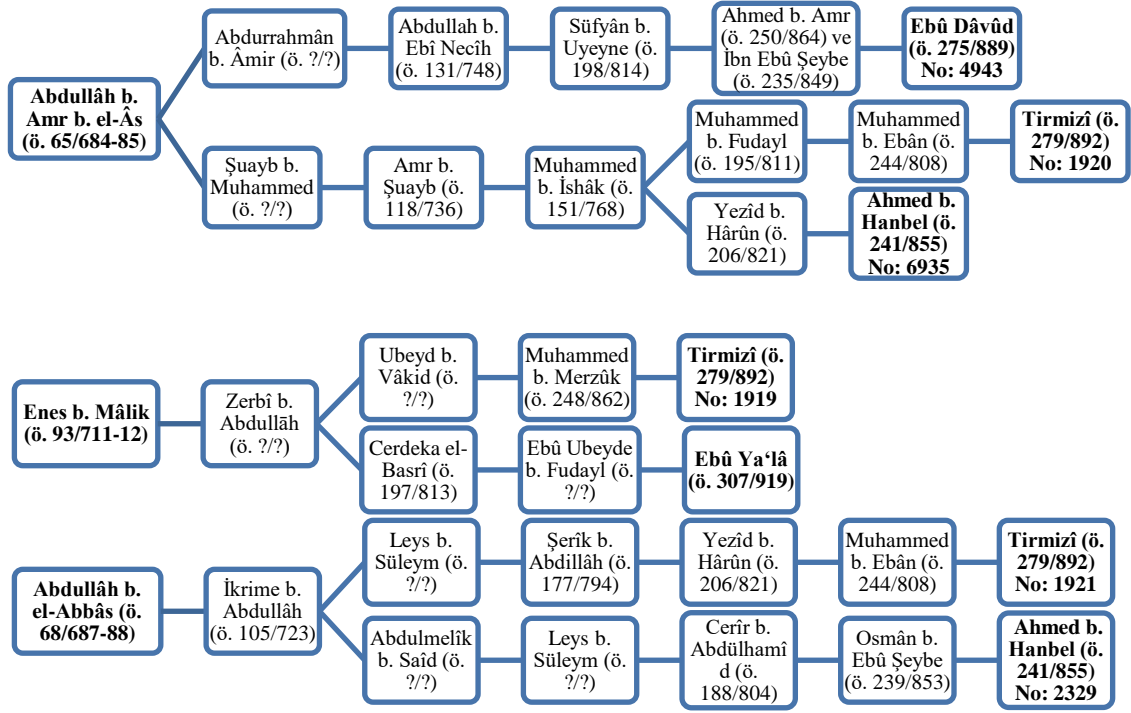 Abdurrahmân
b. Âmir (ö. ?/?)
Abdullah b.
Ebî Necîh
(ö. 131/748)
Süfyân b.
Uyeyne (ö.
198/814)
Ahmed b. Amr
(ö. 250/864) ve
İbn Ebû Şeybe
(ö. 235/849)
Ebû Dâvûd
(ö. 275/889)
No: 4943
Abdullâh b.
Amr b. el-Âs
(ö. 65/684-85)
Şuayb b.
Muhammed
(ö. ?/?)
Amr b.
Şuayb (ö.
118/736)
Muhammed
b. İshâk (ö.
151/768)
Muhammed
b. Fudayl
(ö. 195/811)
Muhammed
b. Ebân (ö.
244/808)
Tirmizî (ö.
279/892)
No: 1920
Yezîd b.
Hârûn (ö.
206/821)
Ahmed b.
Hanbel (ö.
241/855)
No: 6935
Enes b. Mâlik
(ö. 93/711-12)
Zerbî b.
Abdullāh
(ö. ?/?)
Ubeyd b.
Vâkid (ö.
?/?)
Muhammed
b. Merzûk
(ö. 248/862)
Tirmizî (ö.
279/892)
No: 1919
Cerdeka el-
Basrî (ö.
197/813)
Ebû Ubeyde
b. Fudayl (ö.
?/?)
Ebû Ya‘lâ
(ö. 307/919)
Abdullâh b.
el-Abbâs (ö.
68/687-88)
İkrime b.
Abdullâh
(ö. 105/723)
Leys b.
Süleym (ö.
?/?)
Şerîk b.
Abdillâh (ö.
177/794)
Yezîd b.
Hârûn (ö.
206/821)
Muhammed
b. Ebân (ö.
244/808)
Tirmizî (ö.
279/892)
No: 1921
Abdulmelîk
b. Saîd (ö.
?/?)
Leys b.
Süleym (ö.
?/?)
Cerîr b.
Abdülhamî
d (ö.
188/804)
Osmân b.
Ebû Şeybe
(ö. 239/853)
Ahmed b.
Hanbel (ö.
241/855)
No: 2329